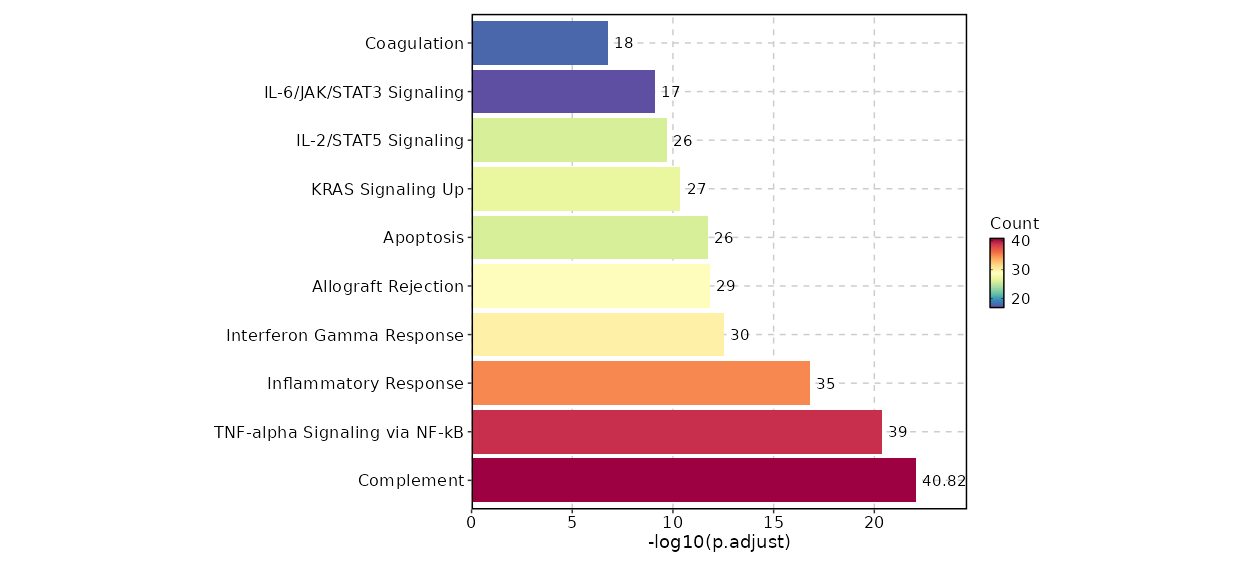 Coagulation
18
IL-6/JAK/STAT3 Signaling
17
IL-2/STAT5 Signaling
26
KRAS Signaling Up
27
Apoptosis
26
Allograft Rejection
29
Interferon Gamma Response
30
Inflammatory Response
35
TNF-alpha Signaling via NF-kB
39
Complement
40.82
0 5 10 15 20
-log10(p.adjust)
Count
40
30
20